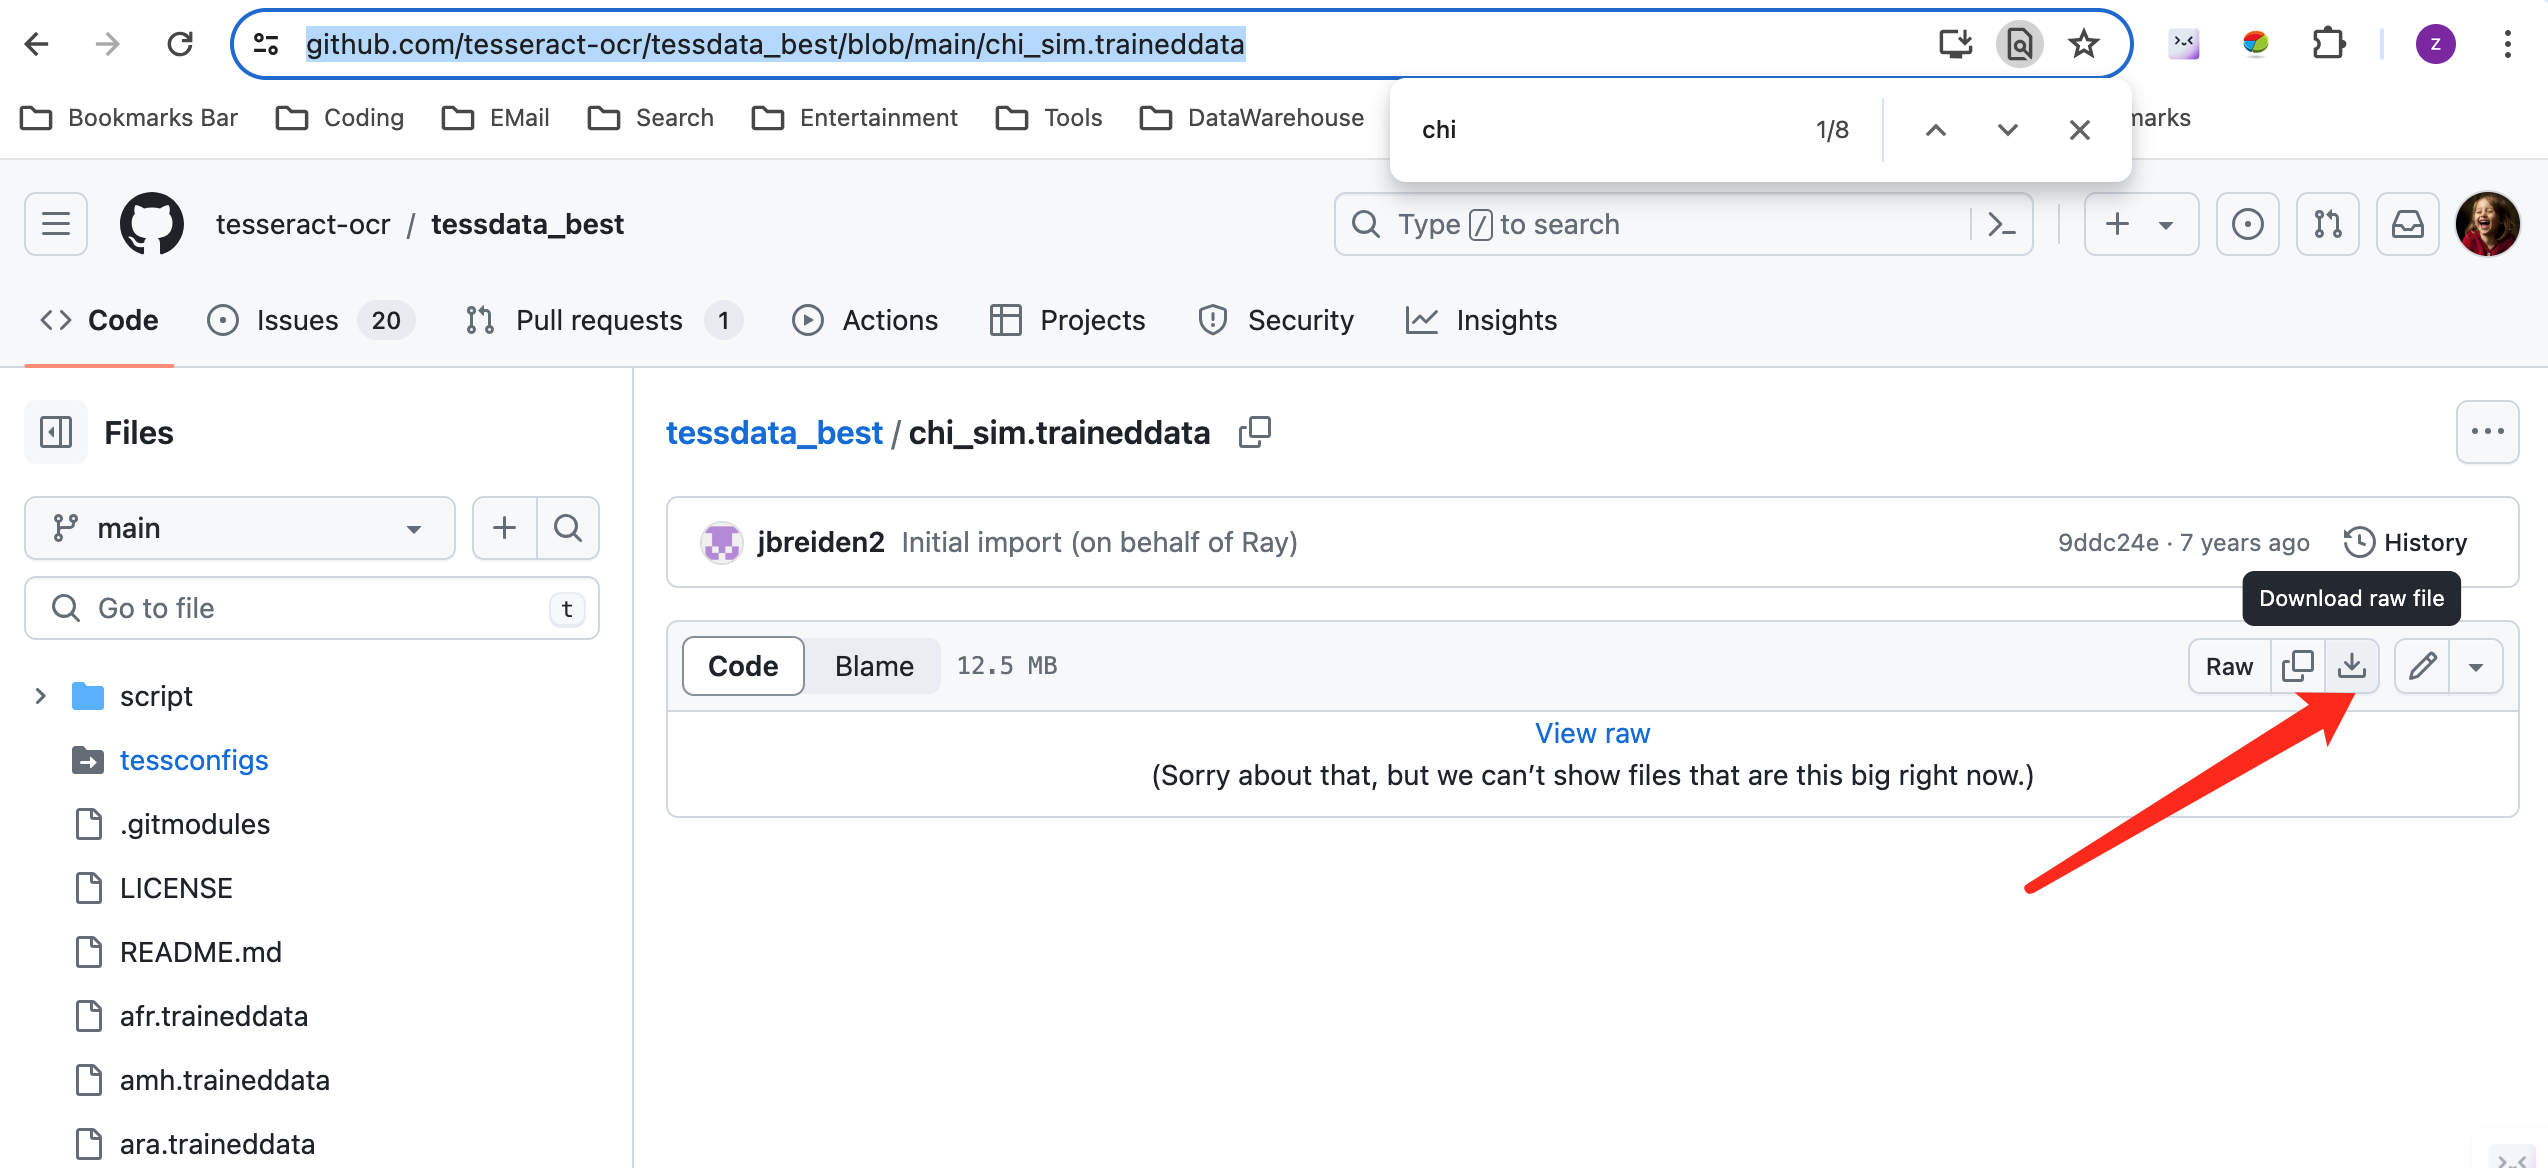 github.com/tesseract-ocr/tessdata_best/blob/main/chi_sim.traineddata
z
Bookmarks Bar
Coding
EMail
Search
Entertainment
Tools
DataWarehouse
marks
chi
1/8
tesseract-ocr / tessdata_best
Type / to search
Code
Issues 20
Pull requests 1
Actions
Projects
Security
Insights
Files
main
Go to file
t
script
tessconfigs
.gitmodules
LICENSE
README.md
afr.traineddata
amh.traineddata
ara.traineddata
tessdata_best / chi_sim.traineddata
jbreiden2 Initial import (on behalf of Ray)
9ddc24e · 7 years ago
History
Download raw file
Code
Blame
12.5 MB
Raw
View raw
(Sorry about that, but we can’t show files that are this big right now.)